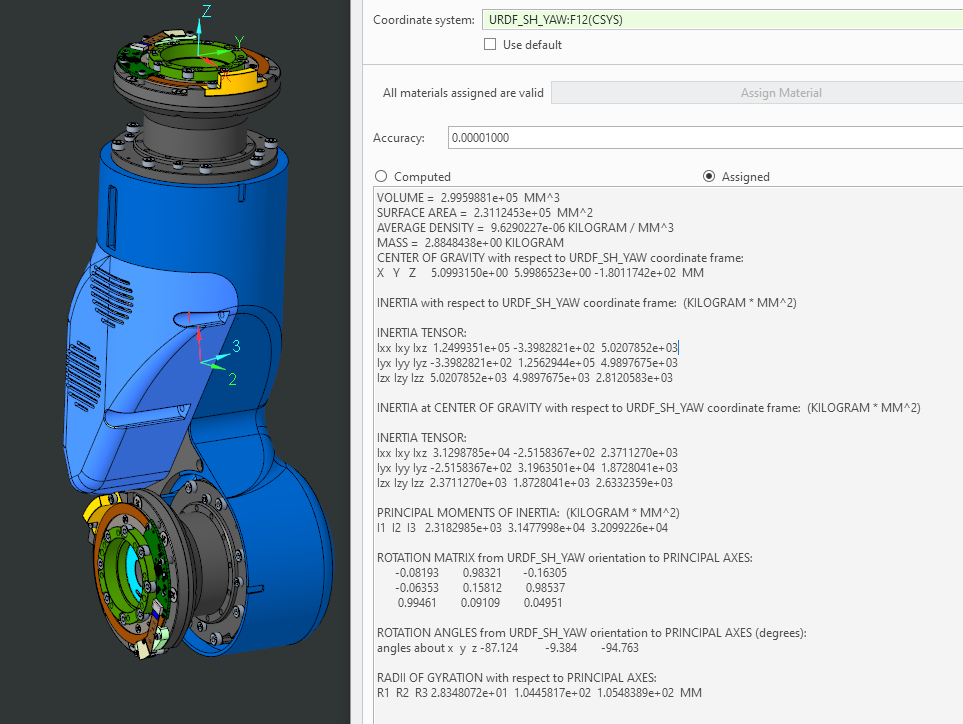 Z
Y
X
3
2
Coordinate system: URDF_SH_YAW:F12(CSYS)
Use default
All materials assigned are valid Assign Material
Accuracy: 0.00001000
Computed Assigned
VOLUME = 2.9959881e+05 MM^3
SURFACE AREA = 2.3112453e+05 MM^2
AVERAGE DENSITY = 9.6290227e-06 KILOGRAM / MM^3
MASS = 2.8848438e+00 KILOGRAM
CENTER OF GRAVITY with respect to URDF_SH_YAW coordinate frame:
X Y Z 5.0993150e+00 5.9986523e+00 -1.8011742e+02 MM
INERTIA with respect to URDF_SH_YAW coordinate frame: (KILOGRAM * MM^2)
INERTIA TENSOR:
Ixx Ixy Ixz 1.2499351e+05 -3.3982821e+02 5.0207852e+03
Iyx Iyy Iyz -3.3982821e+02 1.2562944e+05 4.9897675e+03
Izx Izy Izz 5.0207852e+03 4.9897675e+03 2.8120583e+03
INERTIA at CENTER OF GRAVITY with respect to URDF_SH_YAW coordinate frame: (KILOGRAM * MM^2)
INERTIA TENSOR:
Ixx Ixy Ixz 3.1298785e+04 -2.5158367e+02 2.3711270e+03
Iyx Iyy Iyz -2.5158367e+02 3.1963501e+04 1.8728041e+03
Izx Izy Izz 2.3711270e+03 1.8728041e+03 2.6332359e+03
PRINCIPAL MOMENTS OF INERTIA: (KILOGRAM * MM^2)
I1 I2 I3 2.3182985e+03 3.1477998e+04 3.2099226e+04
ROTATION MATRIX from URDF_SH_YAW orientation to PRINCIPAL AXES:
-0.08193 0.98321 -0.16305
-0.06353 0.15812 0.98537
0.99461 0.09109 0.04951
ROTATION ANGLES from URDF_SH_YAW orientation to PRINCIPAL AXES (degrees):
angles about x y z -87.124 -9.384 -94.763
RADII OF GYRATION with respect to PRINCIPAL AXES:
R1 R2 R3 2.8348072e+01 1.0445817e+02 1.0548389e+02 MM